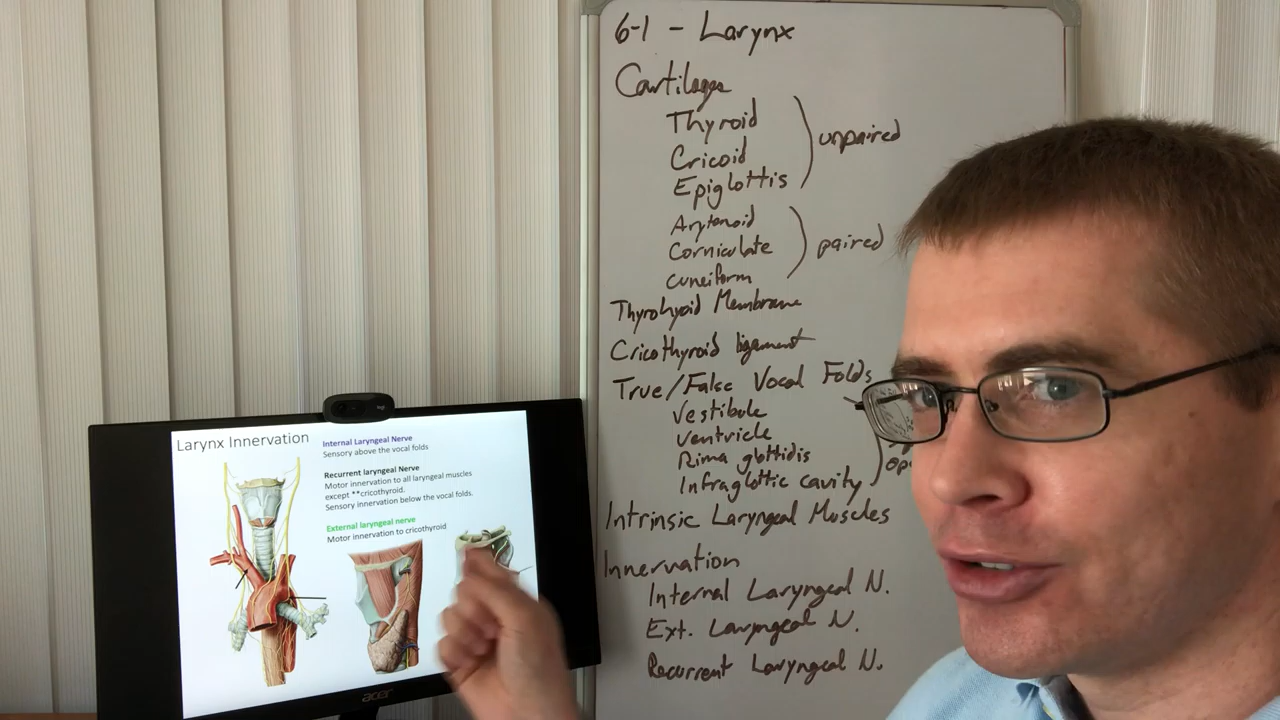 6-1 - Larynx
Cartilages
Thyroid
Cricoid
Epiglottis
unpaired
Arytenoid
Corniculate
cuneiform
paired
Thyrohyoid Membrane
Cricothyroid ligament
True/False Vocal Folds
Vestibule
Ventricle
Rima glottidis
Infraglottic cavity
Intrinsic Laryngeal Muscles
Innervation
Internal Laryngeal N.
Ext. Laryngeal N.
Recurrent Laryngeal N.
Larynx Innervation
Internal Laryngeal Nerve
Sensory above the vocal folds
Recurrent laryngeal Nerve
Motor innervation to all laryngeal muscles
except **cricothyroid.
Sensory innervation below the vocal folds.
External laryngeal nerve
Motor innervation to cricothyroid
acer